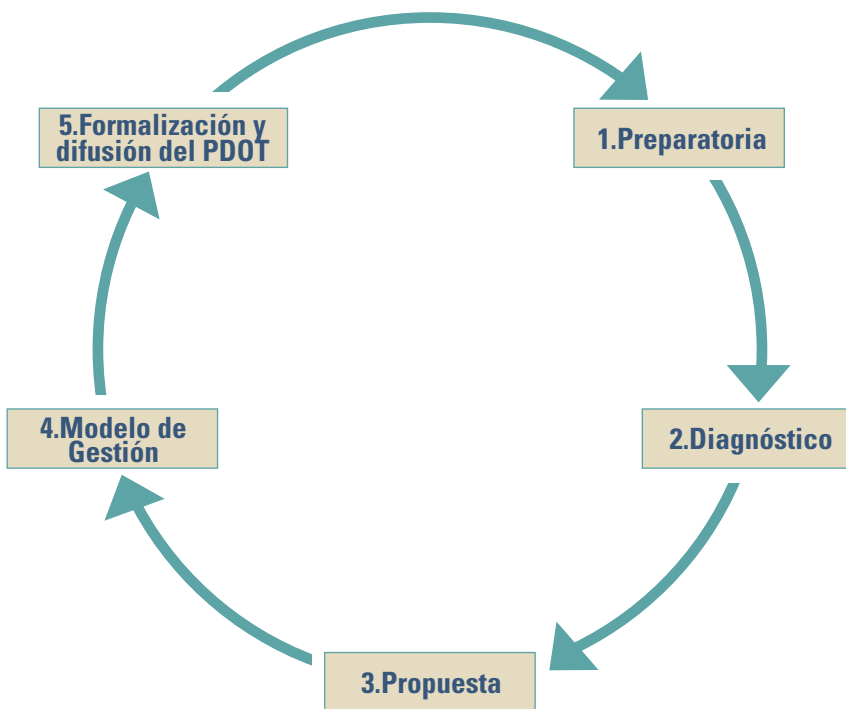 1.Preparatoria
2.Diagnóstico
3.Propuesta
4.Modelo de
Gestión
5.Formalización y
difusión del PDOT